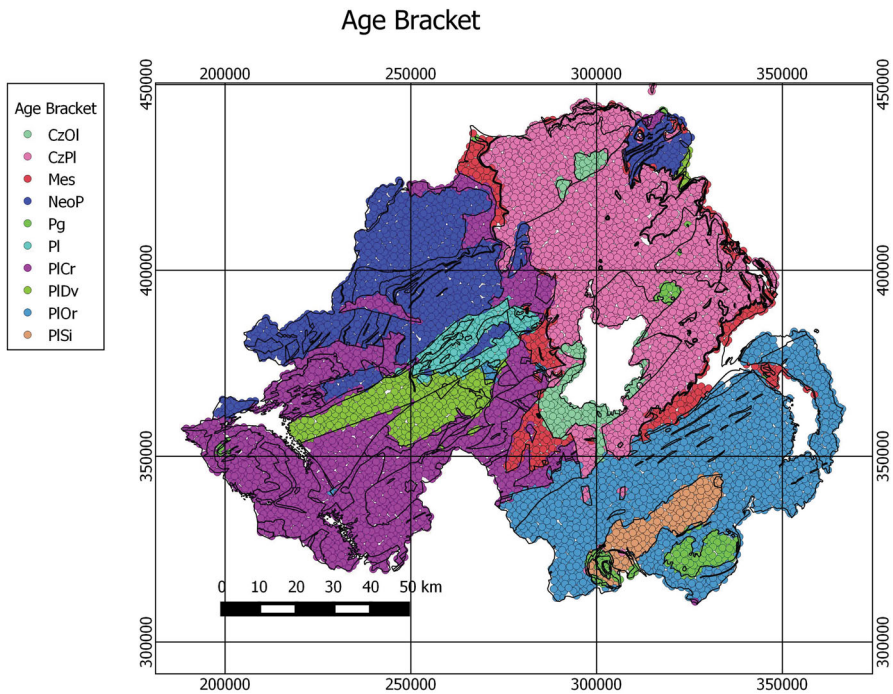 Age Bracket
200000 250000 300000 350000
450000 450000
Age Bracket
CzOl
CzPl
Mes
NeoP
Pg
Pl
PlCr
PlDv
PlOr
PlSi
400000 400000
350000 350000
0 10 20 30 40 50 km
300000 300000
200000 250000 300000 350000